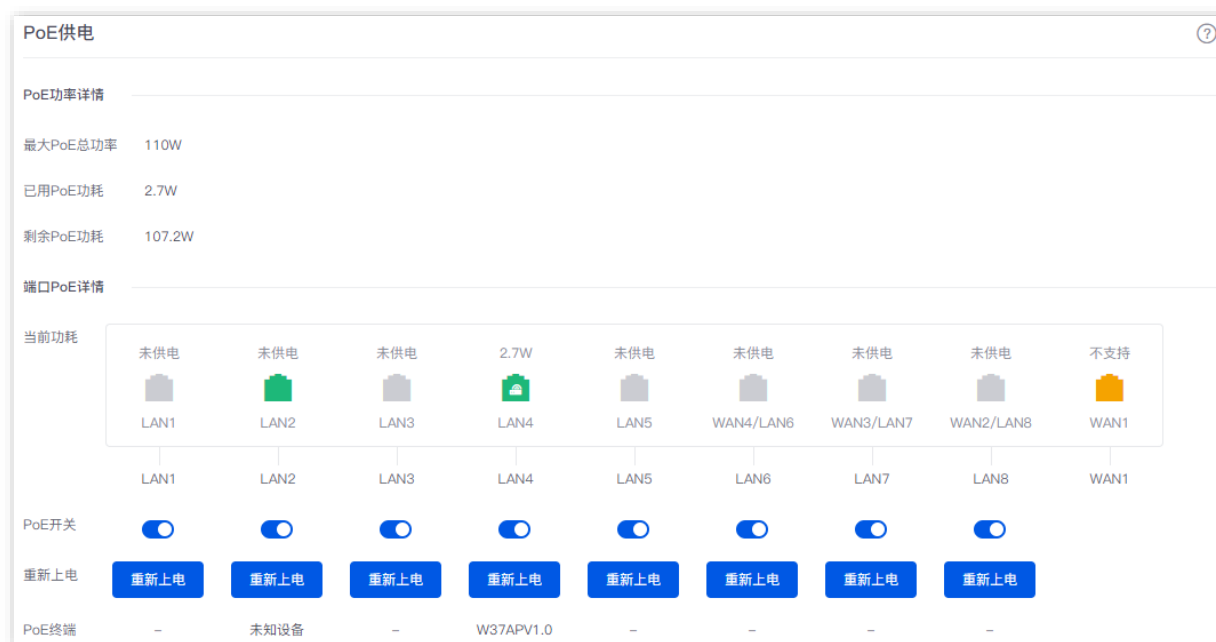 PoE供电
?
PoE功率详情
最大PoE总功率 110W
已用PoE功耗 2.7W
剩余PoE功耗 107.2W
端口PoE详情
当前功耗
未供电 未供电 未供电 2.7W 未供电 未供电 未供电 未供电 不支持
LAN1 LAN2 LAN3 LAN4 LAN5 WAN4/LAN6 WAN3/LAN7 WAN2/LAN8 WAN1
LAN1 LAN2 LAN3 LAN4 LAN5 LAN6 LAN7 LAN8 WAN1
PoE开关
重新上电 重新上电 重新上电 重新上电 重新上电 重新上电 重新上电 重新上电 重新上电
PoE终端 – 未知设备 – W37APV1.0 – – – –